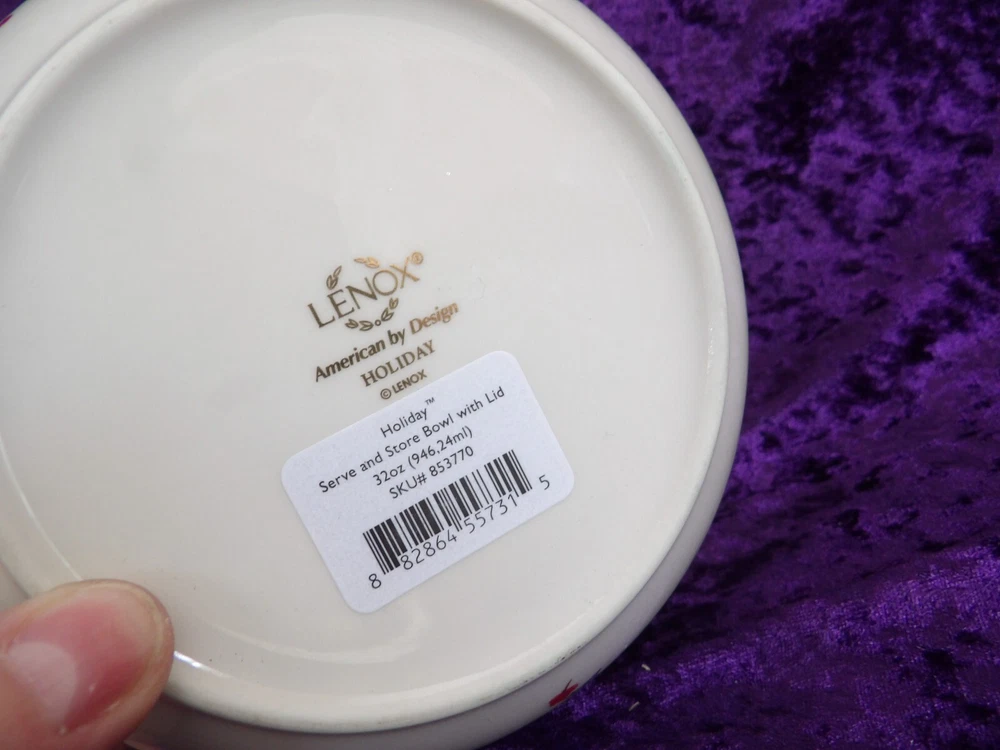 LENOX®
American by Design
HOLIDAY
© LENOX
Holiday™
Serve and Store Bowl with Lid
32oz (946,24ml)
SKU# 853770
8 82864 55731 5